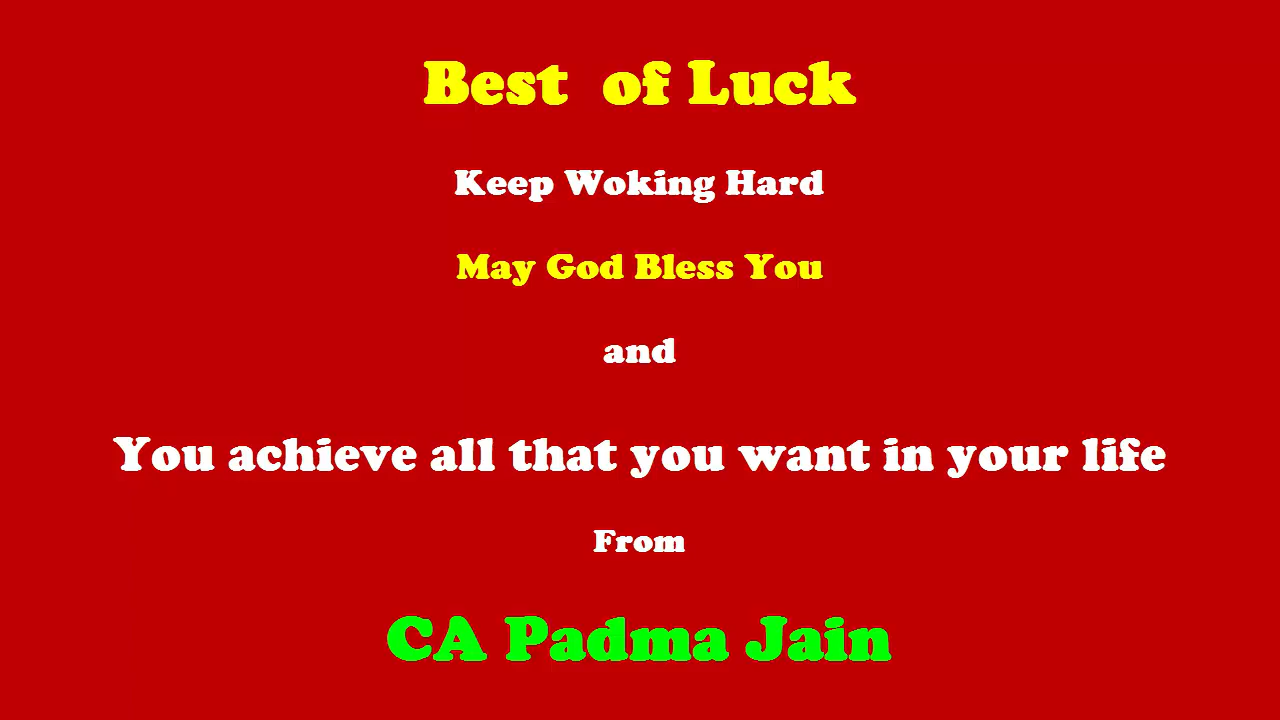 Best  of Luck
Keep Woking Hard
May God Bless You
and
You achieve all that you want in your life
From
CA Padma Jain